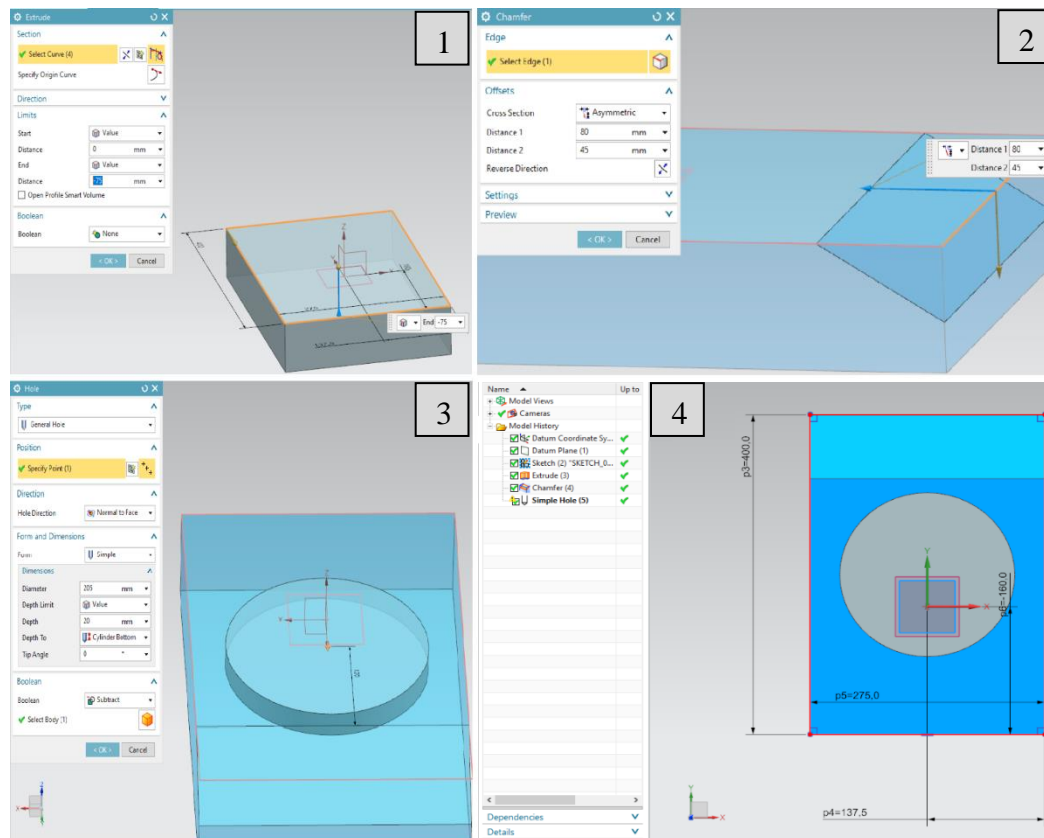 Extrude
1
Section
Select Curve (4)
Specify Origin Curve
Direction
Limits
Start Value
Distance 0 mm
End Value
Distance -75 mm
Open Profile Smart Volume
Boolean
Boolean None
< OK > Cancel
Z
X
End -75
Chamfer
2
Edge
Select Edge (1)
Offsets
Cross Section Asymmetric
Distance 1 80 mm
Distance 2 45 mm
Reverse Direction
Settings
Preview
< OK > Cancel
Distance 1 80
Distance 2 45
Hole
3
Type
General Hole
Position
Specify Point (1)
Direction
Hole Direction Normal to Face
Form and Dimensions
Form Simple
Dimensions
Diameter 205 mm
Depth Limit Value
Depth 20 mm
Depth To Cylinder Bottom
Tip Angle 0 °
Boolean
Boolean Subtract
Select Body (1)
< OK > Cancel
Z
X
Name Up to
4
Model Views
Cameras
Model History
Datum Coordinate Sy...
Datum Plane (1)
Sketch (2) "SKETCH_0...
Extrude (3)
Chamfer (4)
Simple Hole (5)
Dependencies
Details
p3=400,0
Y
X
p6=-160,0
p5=275,0
p4=137,5
Y
X